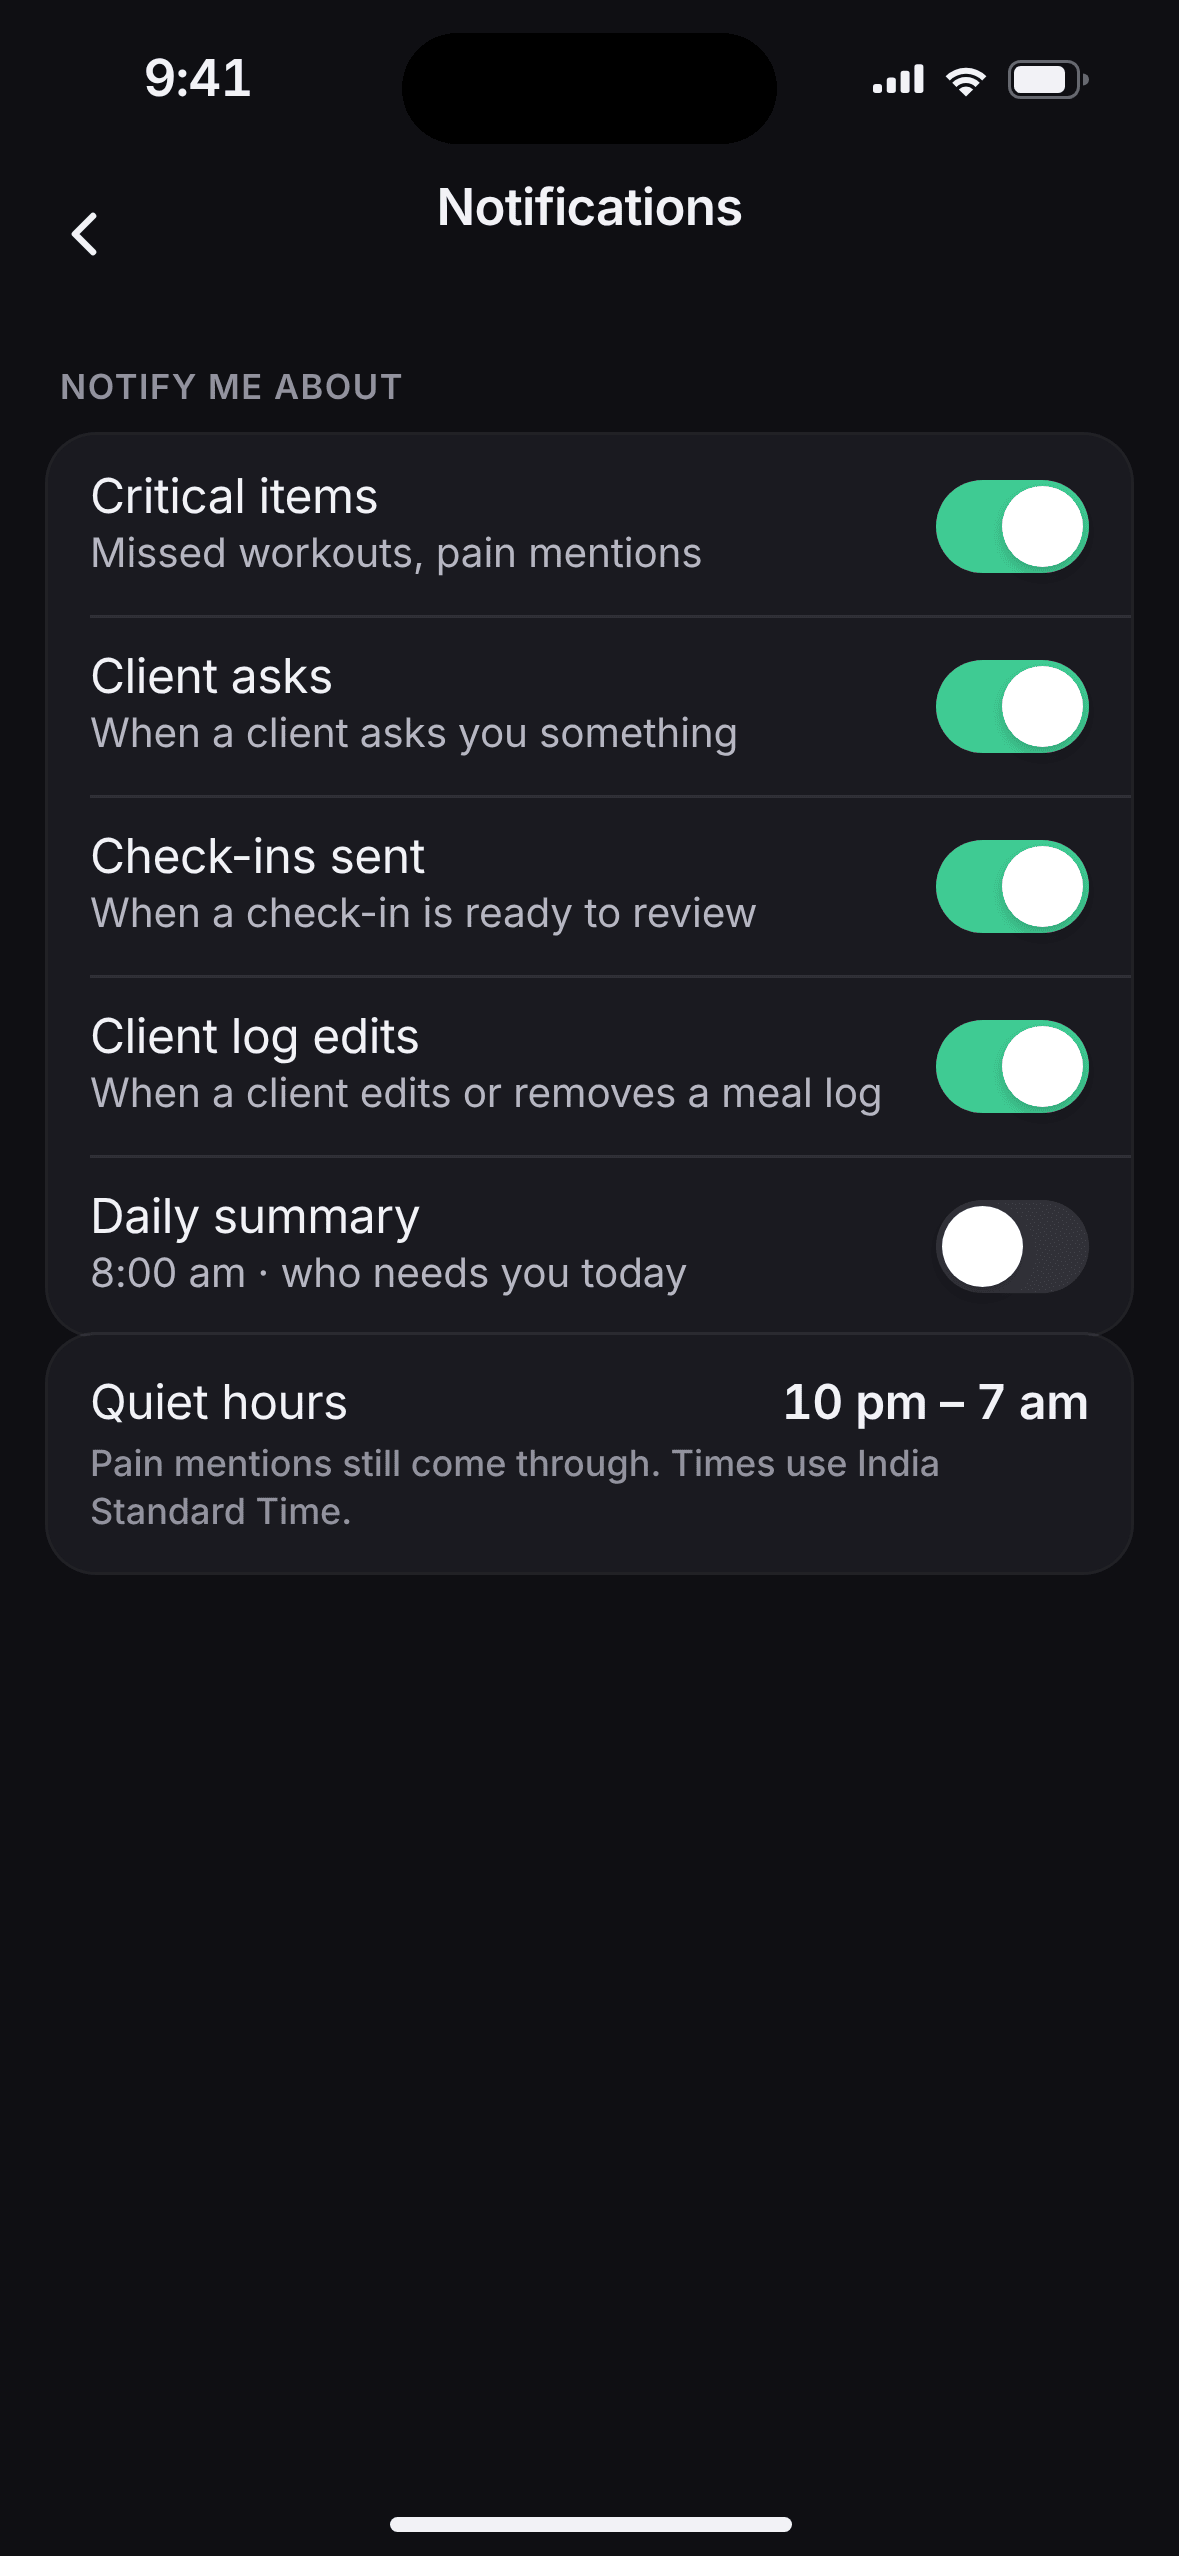 9:41
Notifications
NOTIFY ME ABOUT
Critical items
Missed workouts, pain mentions
Client asks
When a client asks you something
Check-ins sent
When a check-in is ready to review
Client log edits
When a client edits or removes a meal log
Daily summary
8:00 am · who needs you today
Quiet hours 10 pm – 7 am
Pain mentions still come through. Times use India
Standard Time.